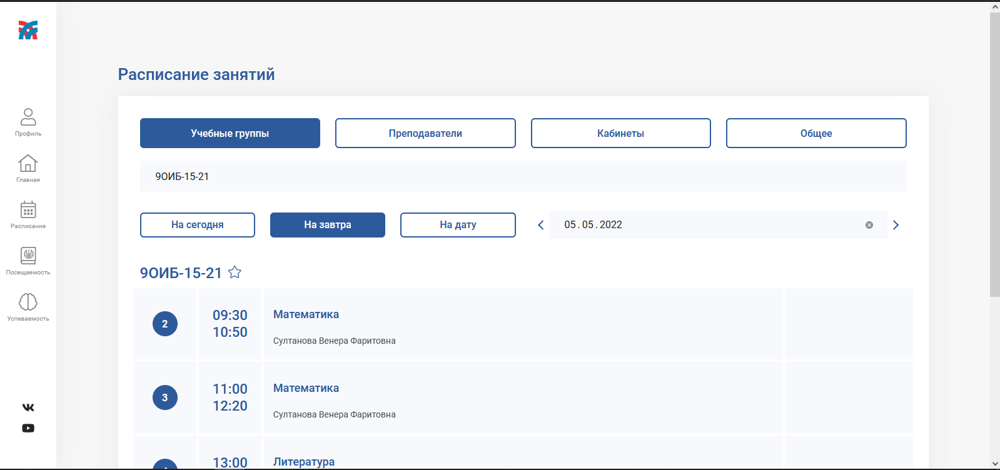 Расписание занятий
Учебные группы
Преподаватели
Кабинеты
Общее
9ОИБ-15-21
На сегодня
На завтра
На дату
05.05.2022
9ОИБ-15-21
2
09:30
10:50
Математика
Султанова Венера Фаритовна
3
11:00
12:20
Математика
Султанова Венера Фаритовна
13:00
Литература
Профиль
Главная
Расписание
Посещаемость
Успеваемость